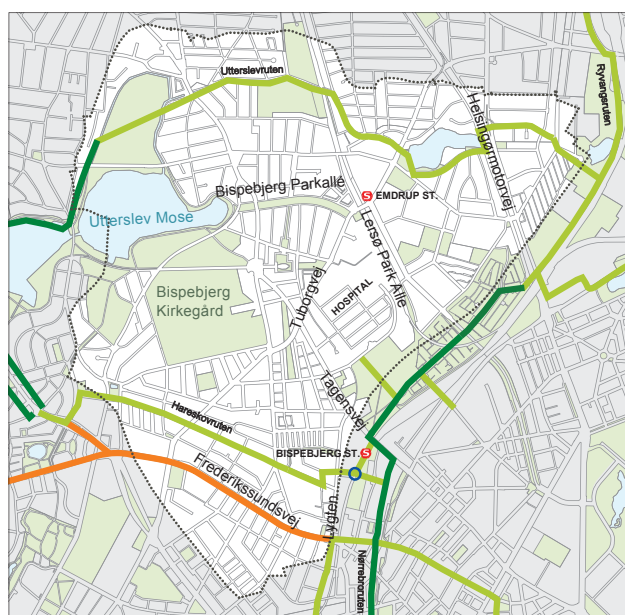 Utterslevruten
Ryvangsruten
Helsingørmotorvej
Bispebjerg Parkallé
S EMDRUP ST.
Utterslev Mose
Lersø Park Alle
Tuborgvej
HOSPITAL
Bispebjerg
Kirkegård
Tagensvej
Hareskovruten
BISPEBJERG ST. S
Frederikssundsvej
Lygten
Nørrebroruten